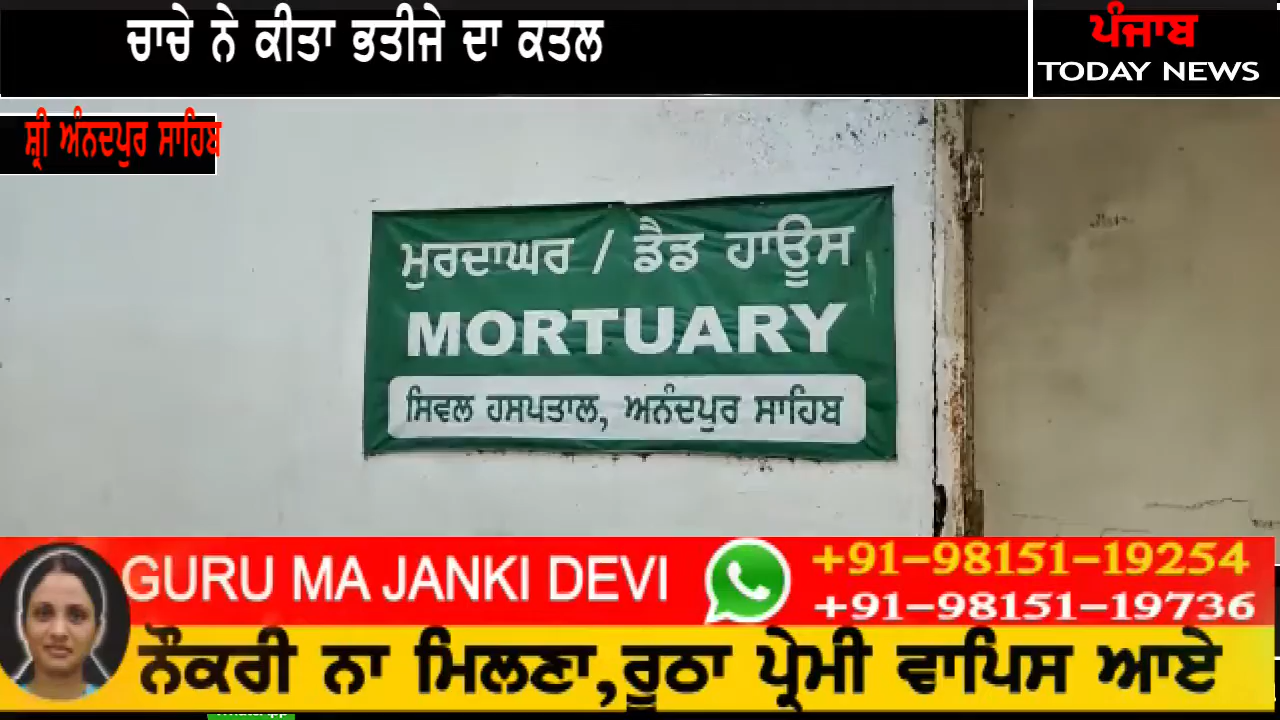 ਚਾਚੇ ਨੇ ਕੀਤਾ ਭਤੀਜੇ ਦਾ ਕਤਲ
ਪੰਜਾਬ
TODAY NEWS
ਸ਼੍ਰੀ ਅੰਨਦਪੁਰ ਸਾਹਿਬ
ਮੁਰਦਾਘਰ / ਡੈਡ ਹਾਊਸ
MORTUARY
ਸਿਵਲ ਹਸਪਤਾਲ, ਅਨੰਦਪੁਰ ਸਾਹਿਬ
GURU MA JANKI DEVI
+91-98151-19254
+91-98151-19736
ਨੌਕਰੀ ਨਾ ਮਿਲਣਾ,ਰੂਠਾ ਪ੍ਰੇਮੀ ਵਾਪਿਸ ਆਏ